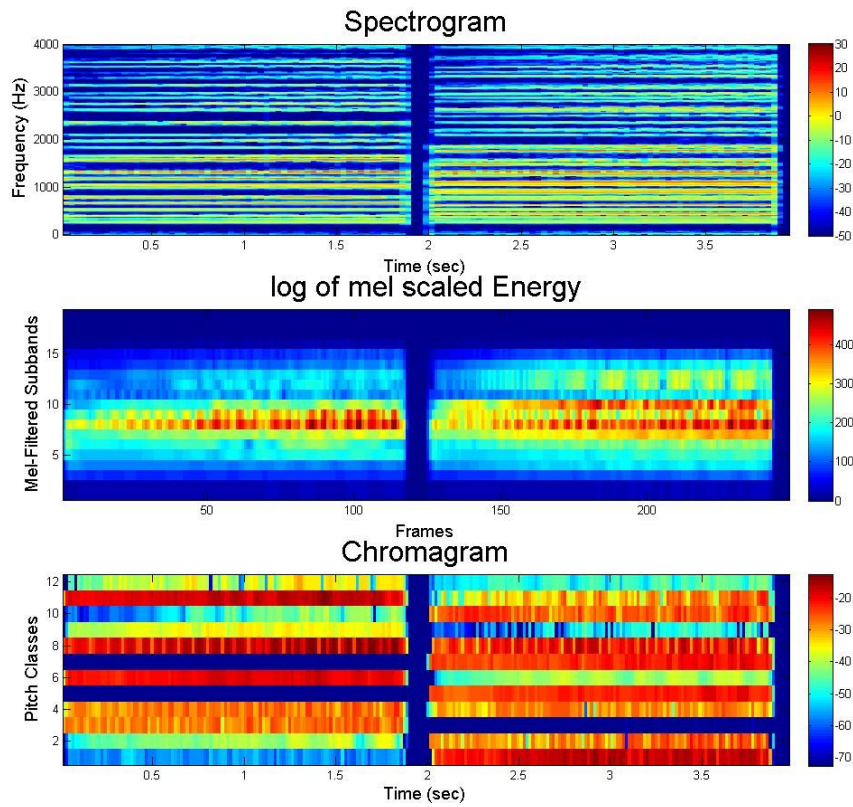 Spectrogram
Frequency (Hz)
4000
3000
2000
1000
0
0.5 1 1.5 2 2.5 3 3.5
Time (sec)
30
20
10
0
-10
-20
-30
-40
-50
log of mel scaled Energy
Mel-Filtered Subbands
15
10
5
50 100 150 200
Frames
400
300
200
100
0
Chromagram
Pitch Classes
12
10
8
6
4
2
0.5 1 1.5 2 2.5 3 3.5
Time (sec)
-20
-30
-40
-50
-60
-70